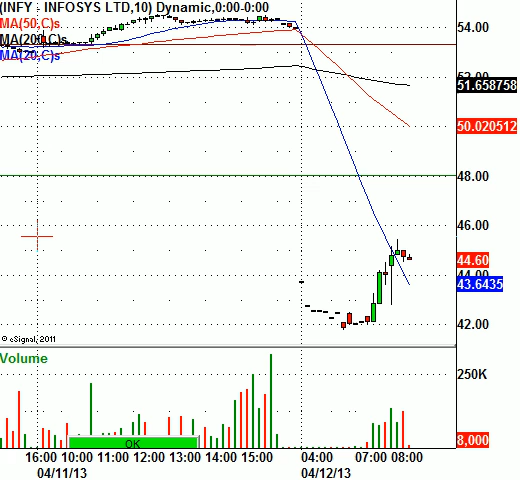 (INFY - INFOSYS LTD,10) Dynamic,0:00-0:00
MA(50,C)s
MA(200,C)s
MA(20,C)s
54.00
52.00
51.658758
50.020512
48.00
46.00
44.60
44.00
43.6435
42.00
© eSignal, 2011
Volume
250K
8,000
OK
16:00 10:00 11:00 12:00 13:00 14:00 15:00 04:00 07:00 08:00
04/11/13 04/12/13